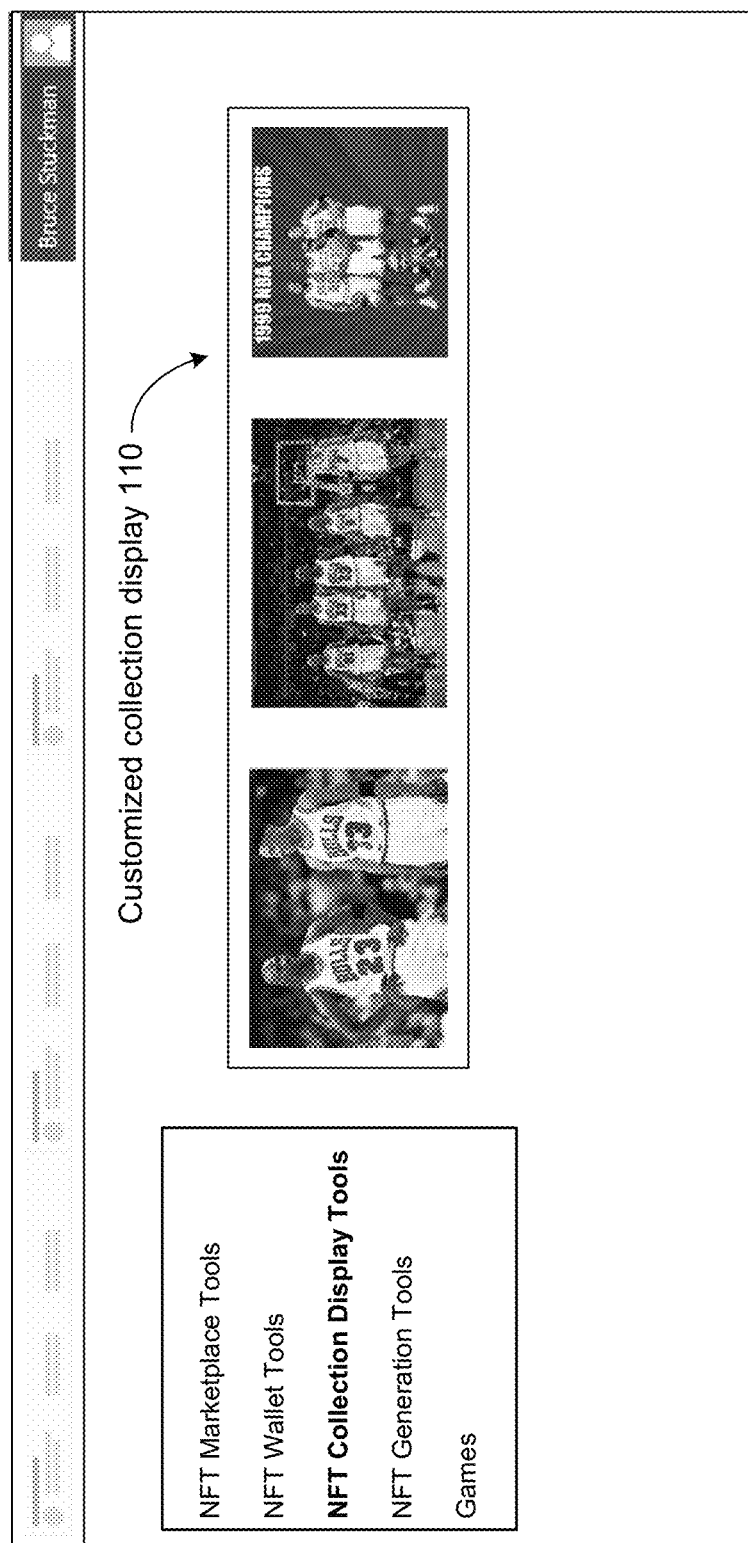 Bruce Stuckman
Customized collection display 110
1999 NBA CHAMPIONS
BULLS
23
BULLS
NFT Marketplace Tools
NFT Wallet Tools
NFT Collection Display Tools
NFT Generation Tools
Games